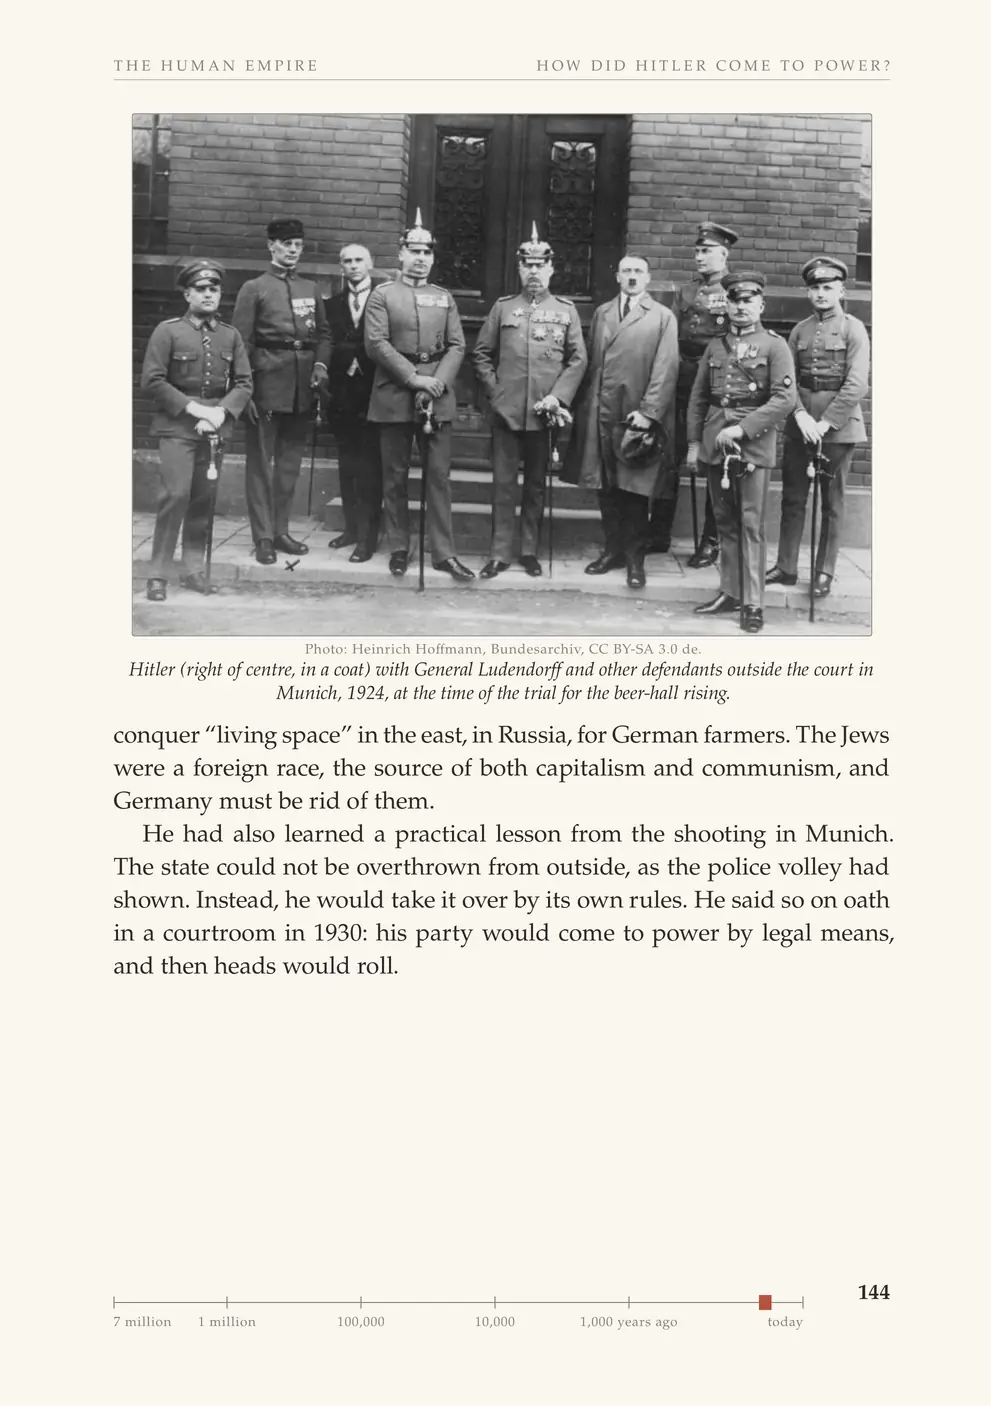 THE HUMAN EMPIRE
HOW DID HITLER COME TO POWER?
Photo: Heinrich Hoffmann, Bundesarchiv, CC BY-SA 3.0 de.
Hitler (right of centre, in a coat) with General Ludendorff and other defendants outside the court in
Munich, 1924, at the time of the trial for the beer-hall rising.
conquer “living space” in the east, in Russia, for German farmers. The Jews
were a foreign race, the source of both capitalism and communism, and
Germany must be rid of them.
He had also learned a practical lesson from the shooting in Munich.
The state could not be overthrown from outside, as the police volley had
shown. Instead, he would take it over by its own rules. He said so on oath
in a courtroom in 1930: his party would come to power by legal means,
and then heads would roll.
144
7 million
1 million
100,000
10,000
1,000 years ago
today